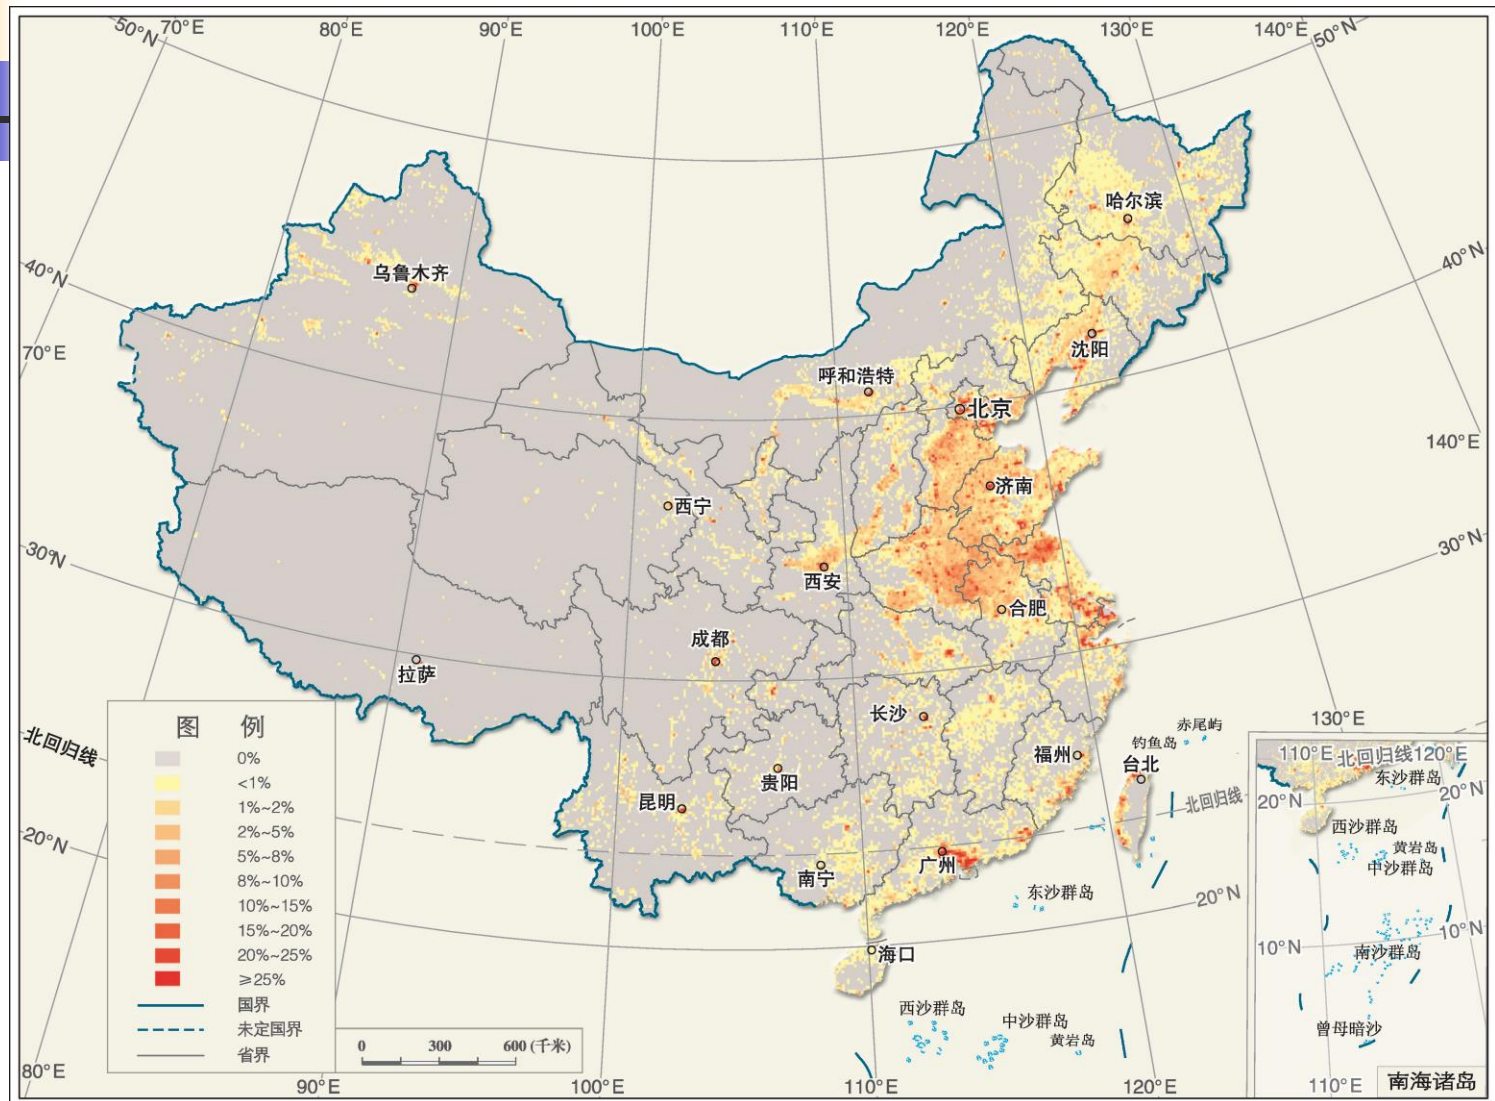 50°N
70°E
80°E
90°E
100°E
110°E
120°E
130°E
140°E
50°N
哈尔滨
40°N
乌鲁木齐
40°N
沈阳
70°E
呼和浩特
北京
140°E
济南
西宁
30°N
30°N
西安
合肥
成都
拉萨
长沙
130°E
赤尾屿
钓鱼岛
福州
台北
北回归线
贵阳
昆明
北回归线
广州
南宁
20°N
东沙群岛
20°N
海口
西沙群岛
中沙群岛
黄岩岛
80°E
90°E
100°E
110°E
120°E
图 例
0%
<1%
1%~2%
2%~5%
5%~8%
8%~10%
10%~15%
15%~20%
20%~25%
≥25%
国界
未定国界
省界
0 300 600 (千米)
110°E
北回归线
120°E
东沙群岛
20°N
20°N
西沙群岛
黄岩岛
中沙群岛
10°N
10°N
南沙群岛
曾母暗沙
110°E
南海诸岛